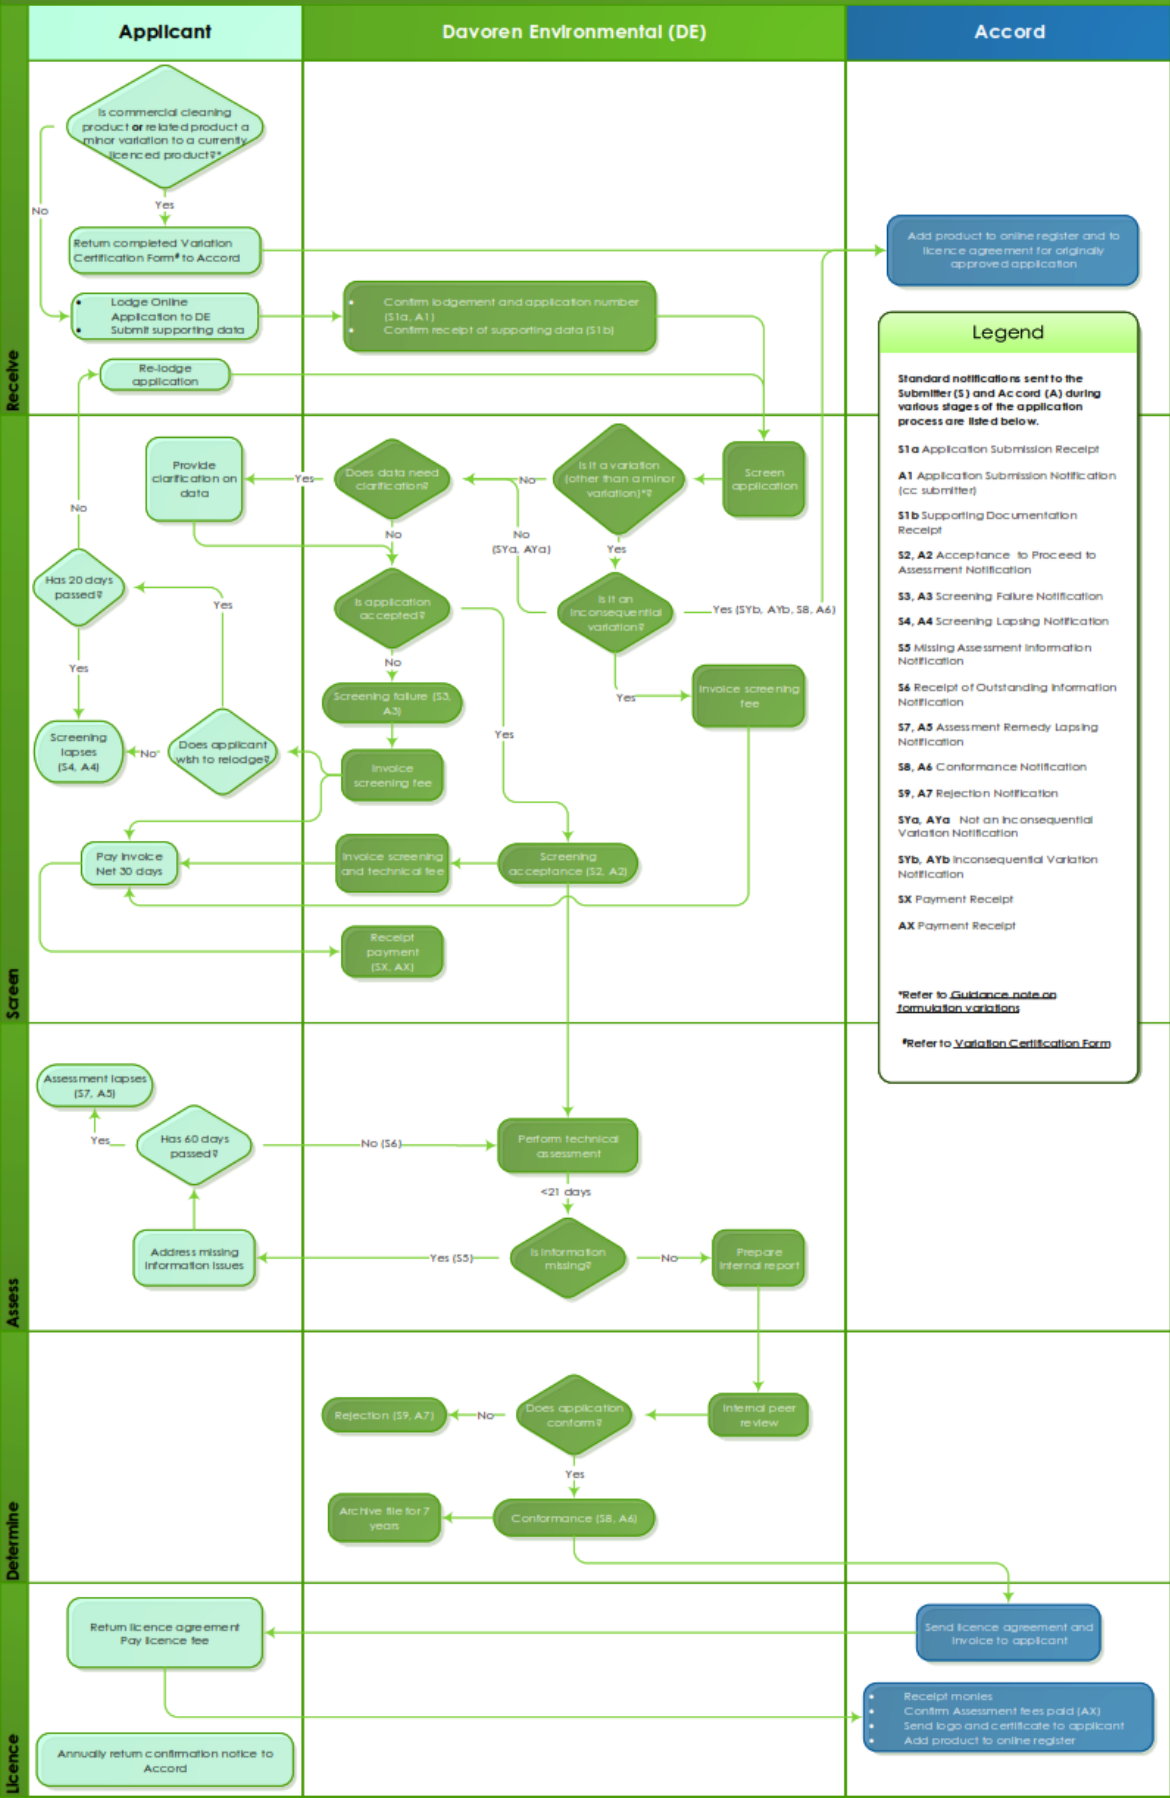 Applicant
Davoren Environmental (DE)
Accord
Receive
Is commercial cleaning
product or related product a
minor variation to a currently
licenced product?*
No
Yes
Return completed Variation
Certification Form# to Accord
Add product to online register and to
licence agreement for originally
approved application
• Lodge Online
Application to DE
• Submit supporting data
• Confirm lodgement and application number
(S1a, A1)
• Confirm receipt of supporting data (S1b)
Re-lodge
application
Legend
Standard notifications sent to the
Submitter (S) and Accord (A) during
various stages of the application
process are listed below.
S1a Application Submission Receipt
A1 Application Submission Notification
(cc submitter)
S1b Supporting Documentation
Receipt
S2, A2 Acceptance to Proceed to
Assessment Notification
S3, A3 Screening Failure Notification
S4, A4 Screening Lapsing Notification
S5 Missing Assessment Information
Notification
S6 Receipt of Outstanding Information
Notification
S7, A5 Assessment Remedy Lapsing
Notification
S8, A6 Conformance Notification
S9, A7 Rejection Notification
SYa, AYa Not an Inconsequential
Variation Notification
SYb, AYb Inconsequential Variation
Notification
SX Payment Receipt
AX Payment Receipt
*Refer to Guidance note on
formulation variations
#Refer to Variation Certification Form
Screen
Provide
clarification on
data
Yes
Does data need
clarification?
No
Is it a variation
(other than a minor
variation)*?
Screen
application
No
No
No
(SYa, AYa)
Yes
Has 20 days
passed?
Yes
Is application
accepted?
Is it an
inconsequential
variation?
Yes (SYb, AYb, S8, A6)
Yes
No
Screening failure (S3,
A3)
Yes
Invoice screening
fee
Screening
lapses
(S4, A4)
No
Does applicant
wish to relodge?
Yes
Invoice
screening fee
Pay invoice
Net 30 days
Invoice screening
and technical fee
Screening
acceptance (S2, A2)
Receipt
payment
(SX, AX)
Assess
Assessment lapses
(S7, A5)
Yes
Has 60 days
passed?
No (S6)
Perform technical
assessment
<21 days
Address missing
information issues
Yes (S5)
Is information
missing?
No
Prepare
internal report
Determine
Rejection (S9, A7)
No
Does application
conform?
Internal peer
review
Yes
Archive file for 7
years
Conformance (S8, A6)
Licence
Return licence agreement
Pay licence fee
Send licence agreement and
invoice to applicant
• Receipt monies
• Confirm Assessment fees paid (AX)
• Send logo and certificate to applicant
• Add product to online register
Annually return confirmation notice to
Accord